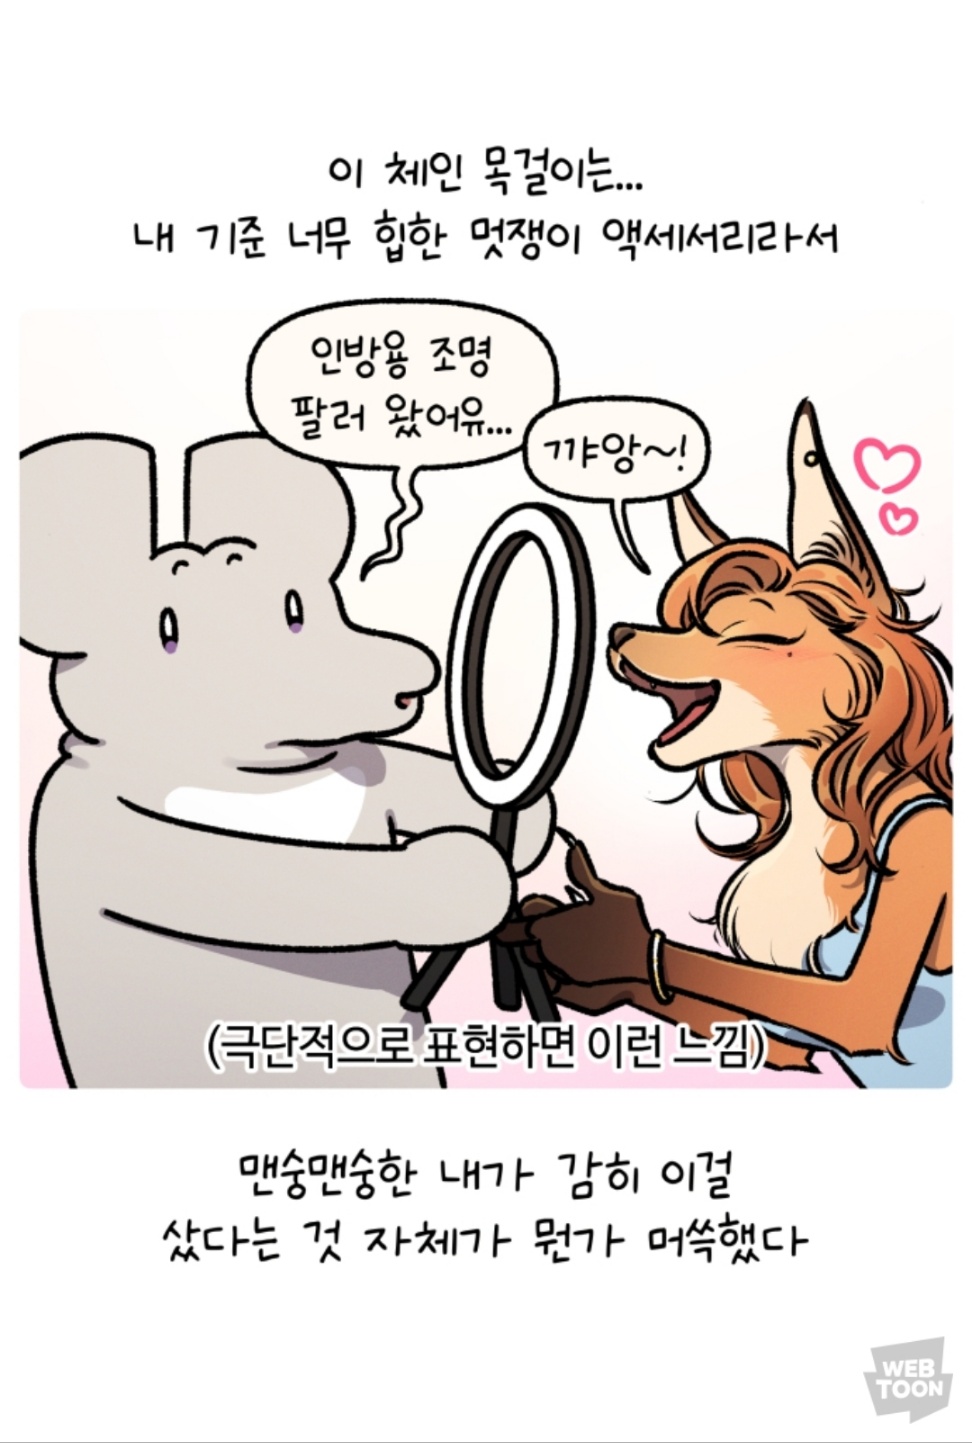 이 체인 목걸이는...
내 기준 너무 힙한 멋쟁이 액세서리라서
인방용 조명
팔러 왔어유...
꺄앙~!
(극단적으로 표현하면 이런 느낌)
맨숭맨숭한 내가 감히 이걸
샀다는 것 자체가 뭔가 머쓱했다
WEB
TOON